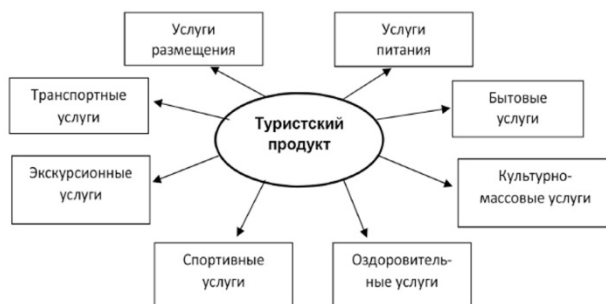 Услуги
размещения
Услуги
питания
Транспортные
услуги
Туристский
продукт
Бытовые
услуги
Экскурсионные
услуги
Культурно-
массовые услуги
Спортивные
услуги
Оздоровитель-
ные услуги